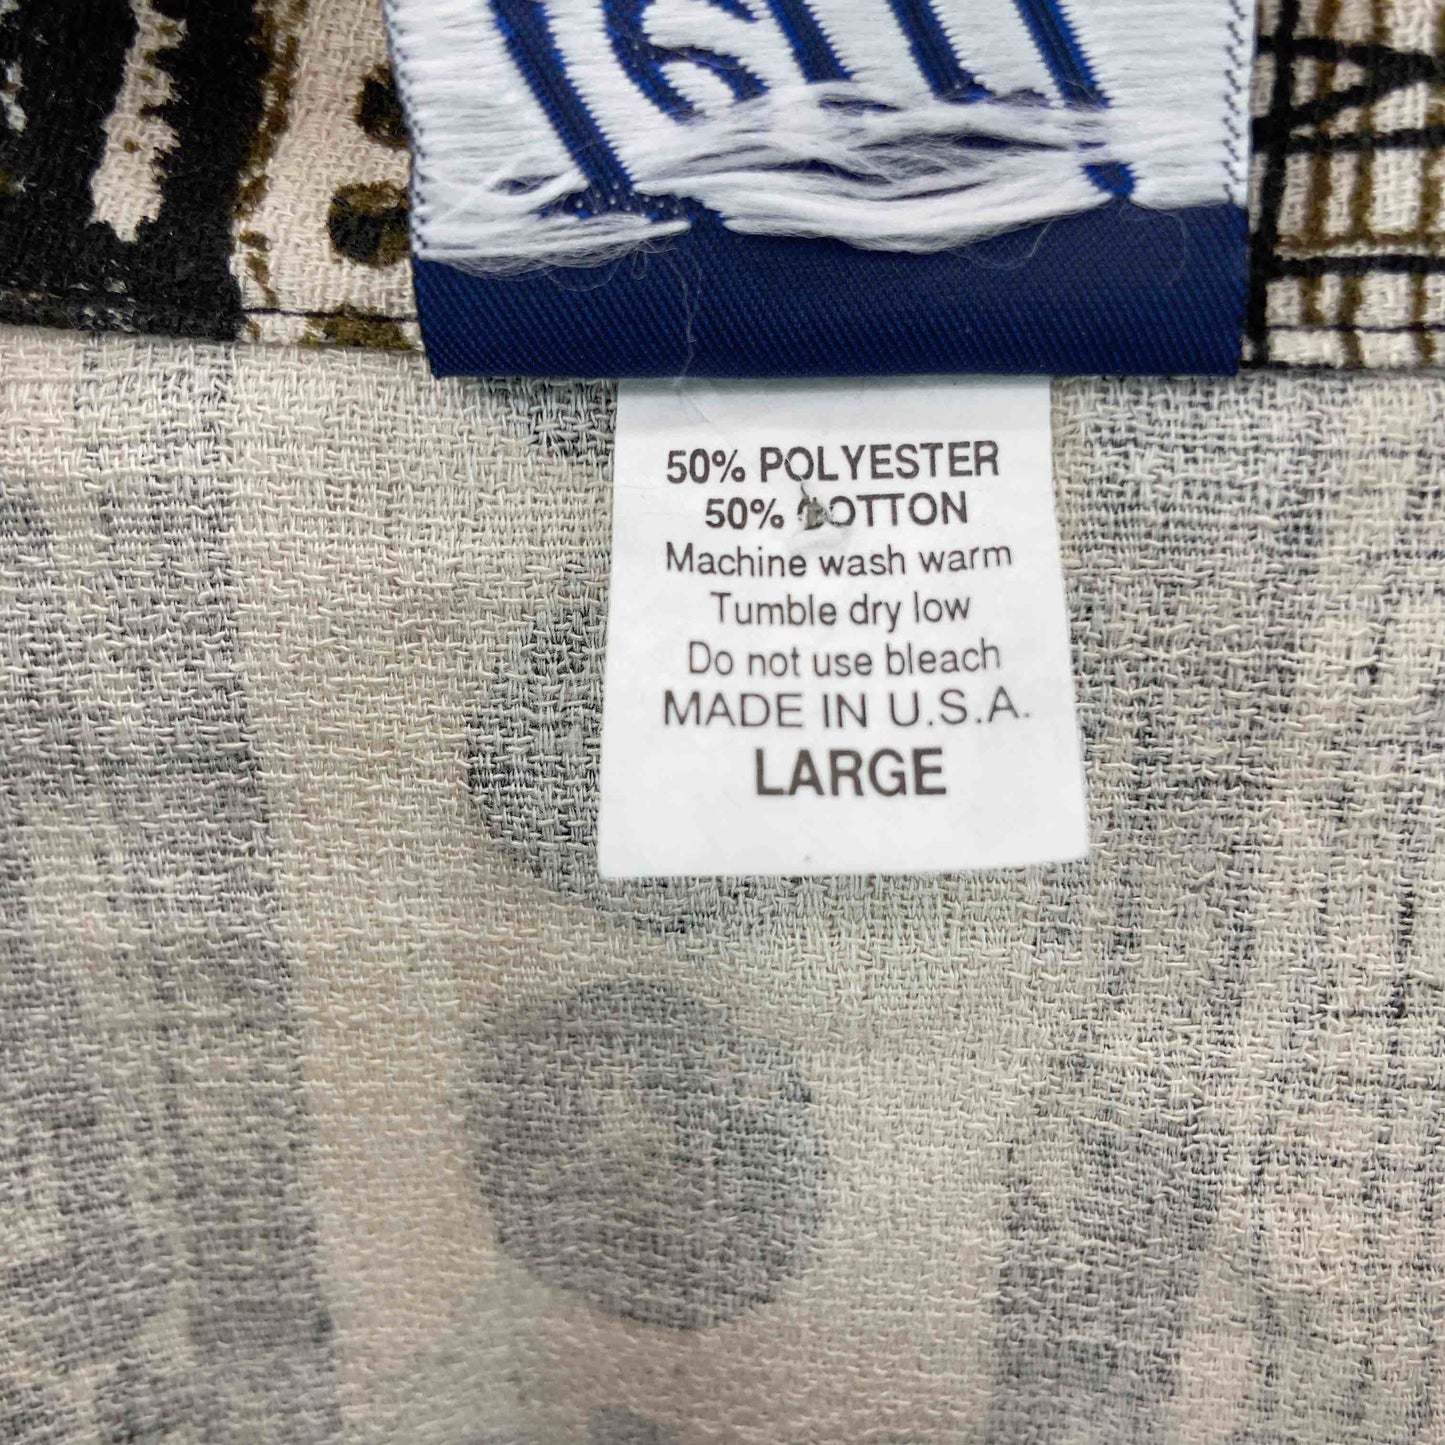 50% POLYESTER
50% COTTON
Machine wash warm
Tumble dry low
Do not use bleach
MADE IN U.S.A.
LARGE